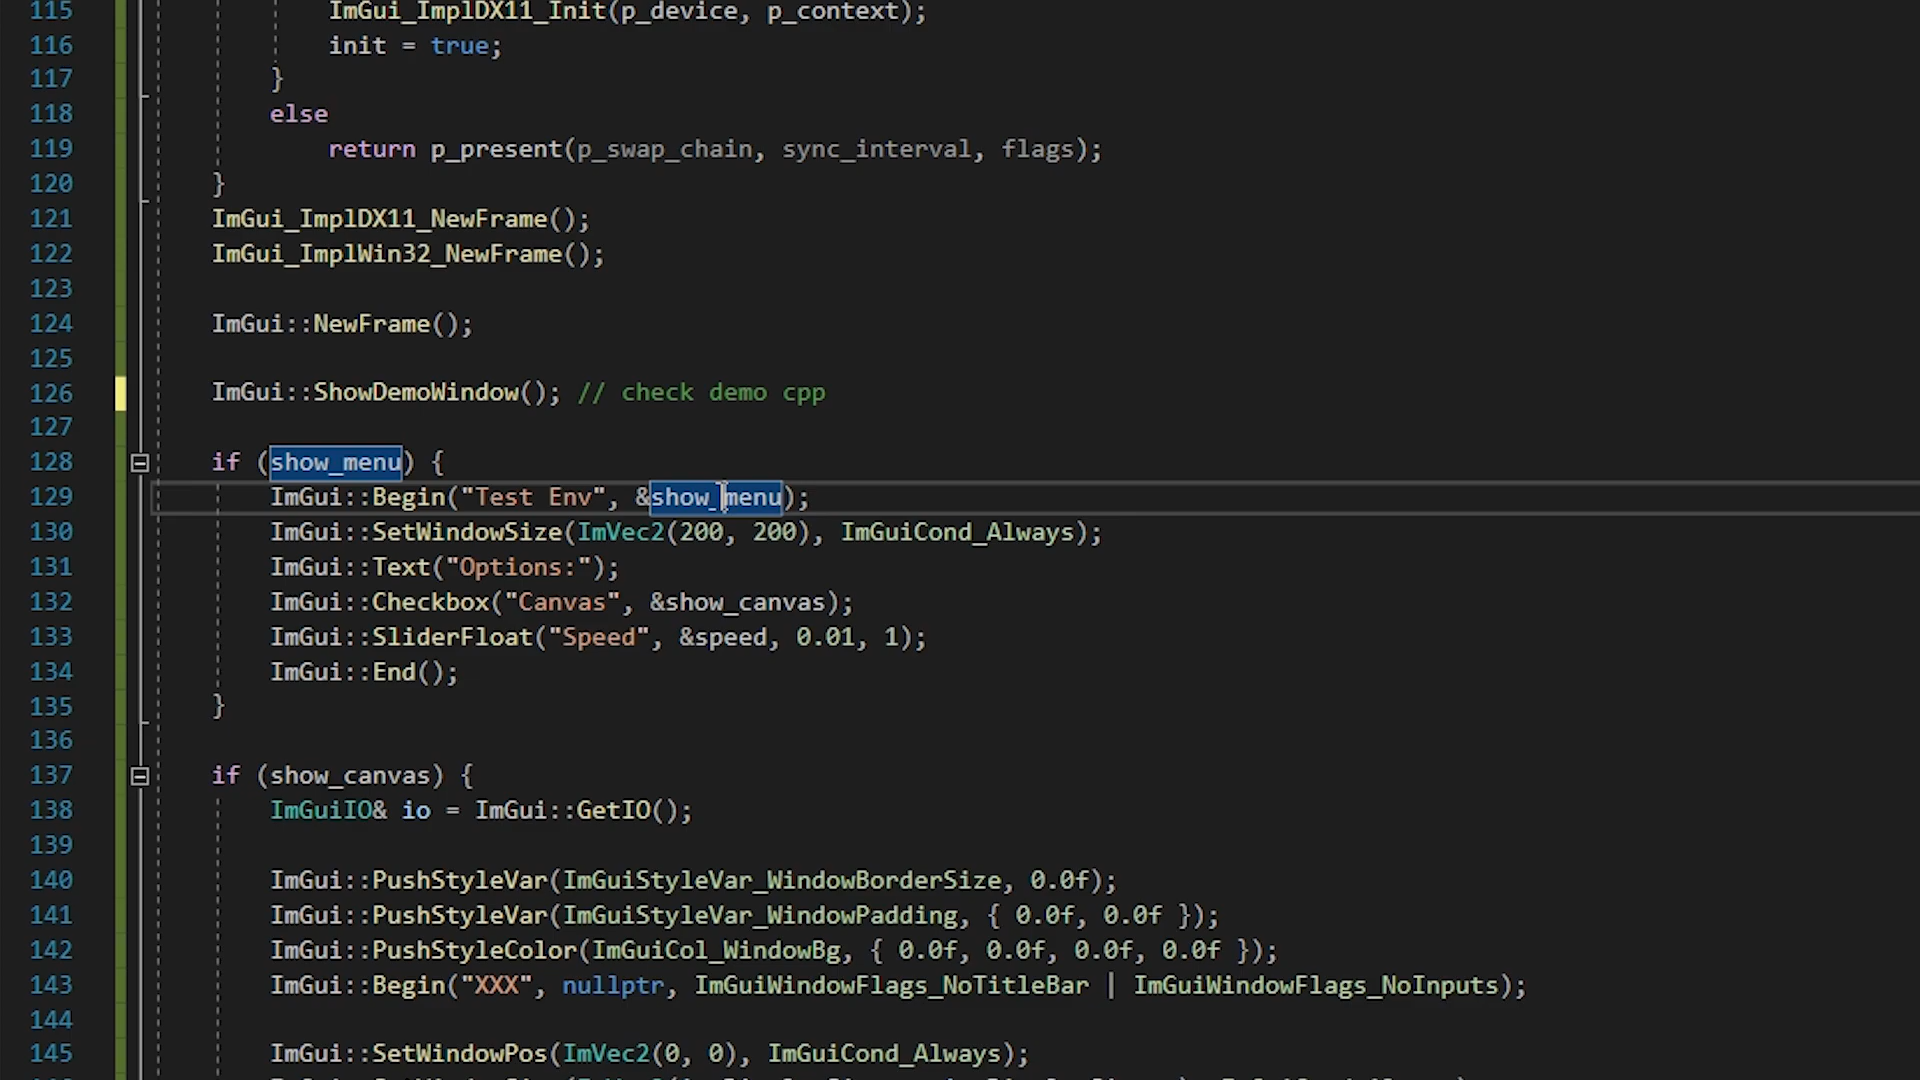 115 ImGui_ImplDX11_Init(p_device, p_context);
116 init = true;
117 }
118 else
119 return p_present(p_swap_chain, sync_interval, flags);
120 }
121 ImGui_ImplDX11_NewFrame();
122 ImGui_ImplWin32_NewFrame();
123
124 ImGui::NewFrame();
125
126 ImGui::ShowDemoWindow(); // check demo cpp
127
128 if (show_menu) {
129 ImGui::Begin("Test Env", &show_menu);
130 ImGui::SetWindowSize(ImVec2(200, 200), ImGuiCond_Always);
131 ImGui::Text("Options:");
132 ImGui::Checkbox("Canvas", &show_canvas);
133 ImGui::SliderFloat("Speed", &speed, 0.01, 1);
134 ImGui::End();
135 }
136
137 if (show_canvas) {
138 ImGuiIO& io = ImGui::GetIO();
139
140 ImGui::PushStyleVar(ImGuiStyleVar_WindowBorderSize, 0.0f);
141 ImGui::PushStyleVar(ImGuiStyleVar_WindowPadding, { 0.0f, 0.0f });
142 ImGui::PushStyleColor(ImGuiCol_WindowBg, { 0.0f, 0.0f, 0.0f, 0.0f });
143 ImGui::Begin("XXX", nullptr, ImGuiWindowFlags_NoTitleBar | ImGuiWindowFlags_NoInputs);
144
145 ImGui::SetWindowPos(ImVec2(0, 0), ImGuiCond_Always);